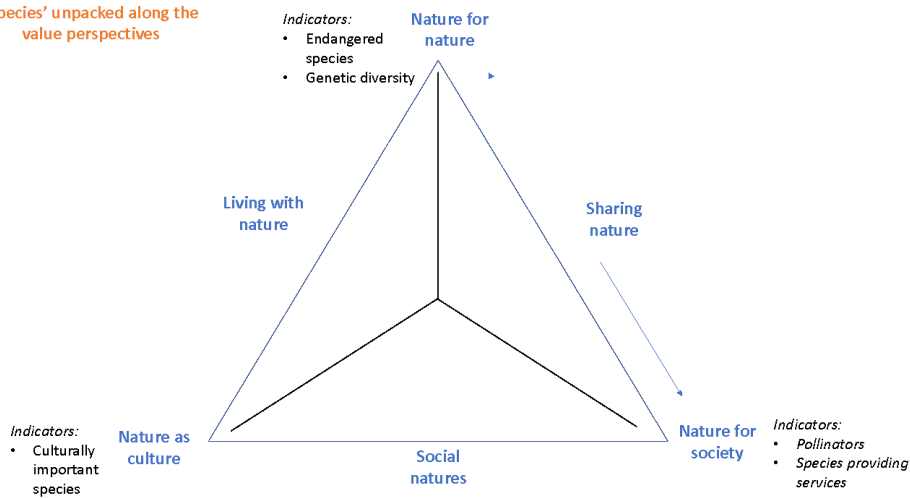 pecies’ unpacked along the
value perspectives
Indicators:
• Endangered
species
• Genetic diversity
Nature for
nature
Living with
nature
Sharing
nature
Indicators:
• Culturally
important
species
Nature as
culture
Social
natures
Nature for
society
Indicators:
• Pollinators
• Species providing
services